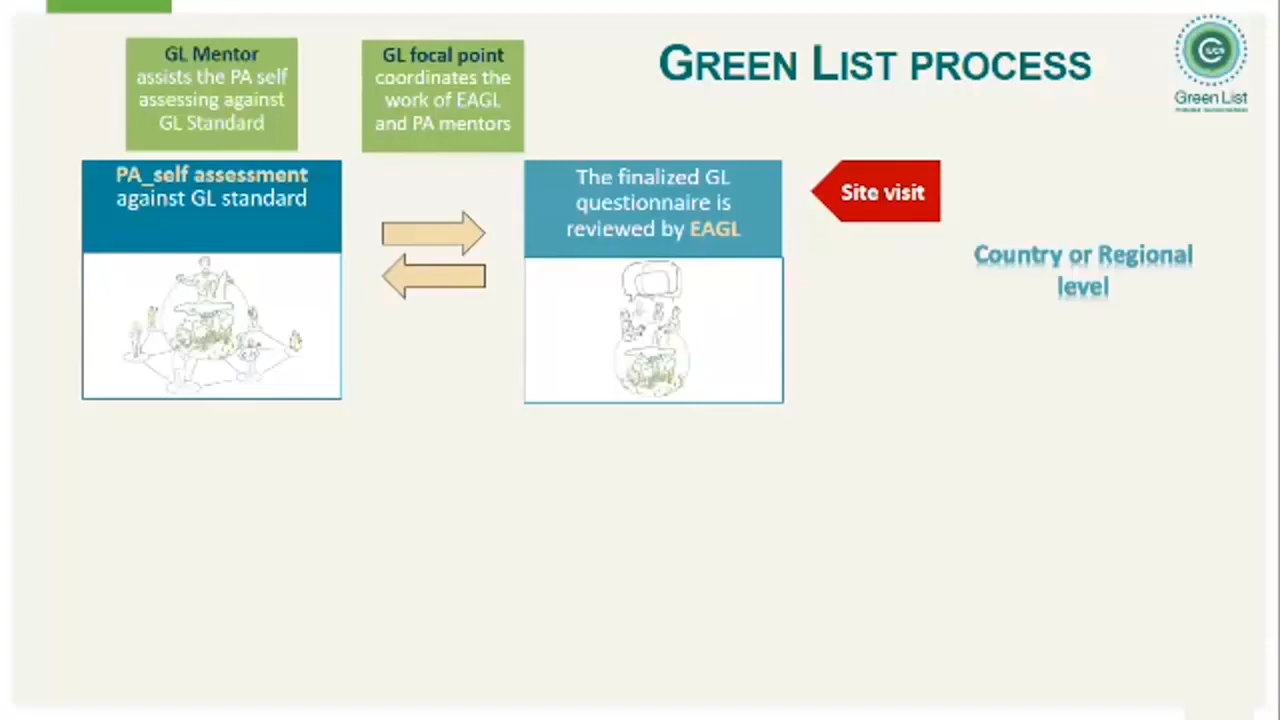 GL Mentor
assists the PA self
assessing against
GL Standard
GL focal point
coordinates the
work of EAGL
and PA mentors
GREEN LIST PROCESS
IUCN
Green List
PA_self assessment
against GL standard
The finalized GL
questionnaire is
reviewed by EAGL
Site visit
Country or Regional
level